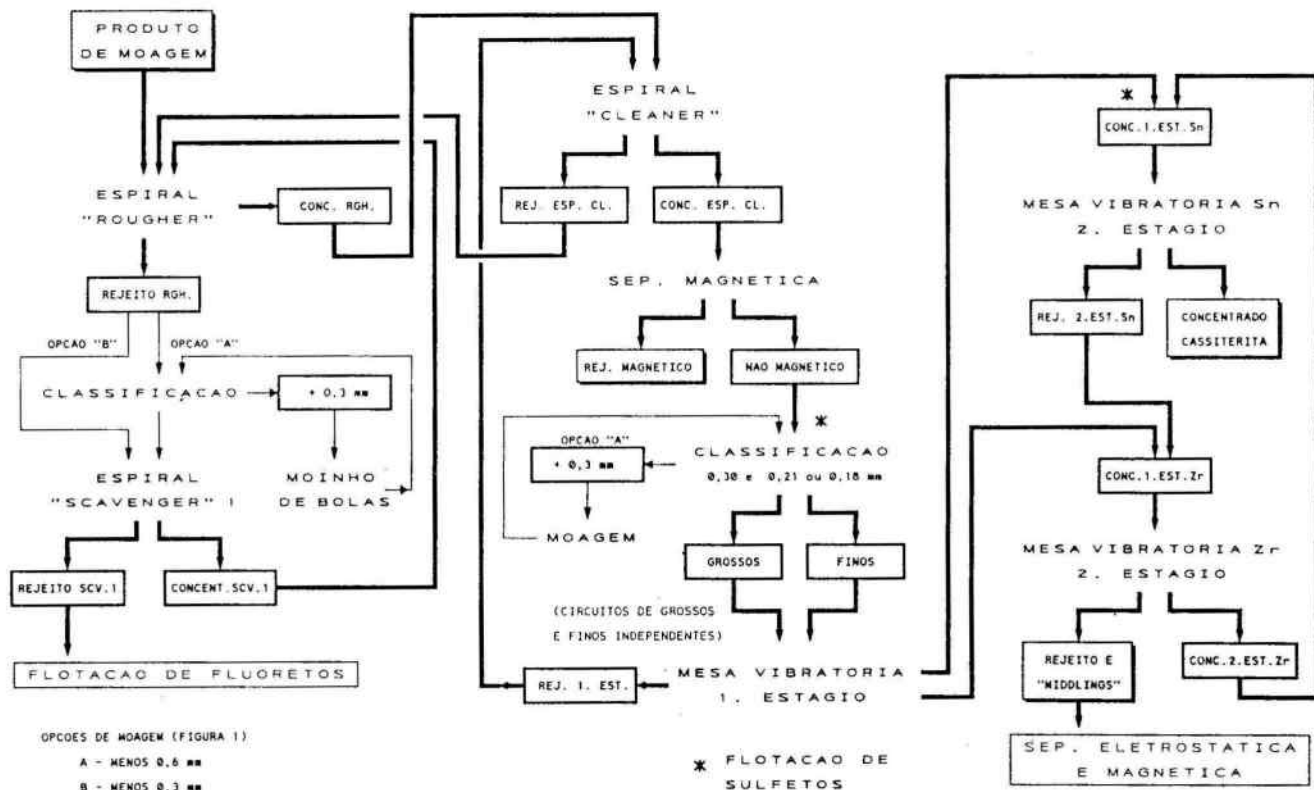 PRODUTO
DE MOAGEM
ESPIRAL
"ROUGHER"
CONC. RGH.
REJEITO RGH.
OPCAO "B"
OPCAO "A"
CLASSIFICACAO
+ 0,3 mm
ESPIRAL
"SCAVENGER" 1
MOINHO
DE BOLAS
REJEITO SCV.1
CONCENT.SCV.1
FLOTACAO DE FLUORETOS
OPCOES DE MOAGEM (FIGURA 1)
A - MENOS 0,6 mm
B - MENOS 0,3 mm
ESPIRAL
"CLEANER"
REJ. ESP. CL.
CONC. ESP. CL.
SEP. MAGNETICA
REJ. MAGNETICO
NAO MAGNETICO
*
OPCÃO "A"
+ 0,3 mm
CLASSIFICACAO
0,30 e 0,21 ou 0,18 mm
MOAGEM
GROSSOS
FINOS
(CIRCUITOS DE GROSSOS
E FINOS INDEPENDENTES)
REJ. 1. EST.
MESA VIBRATORIA
1. ESTAGIO
* FLOTACAO DE
SULFETOS
*
CONC.1.EST.Sn
MESA VIBRATORIA Sn
2. ESTAGIO
REJ. 2.EST.Sn
CONCENTRADO
CASSITERITA
CONC.1.EST.Zr
MESA VIBRATORIA Zr
2. ESTAGIO
REJEITO E
"MIDDLINGS"
CONC.2.EST.Zr
SEP. ELETROSTATICA
E MAGNETICA